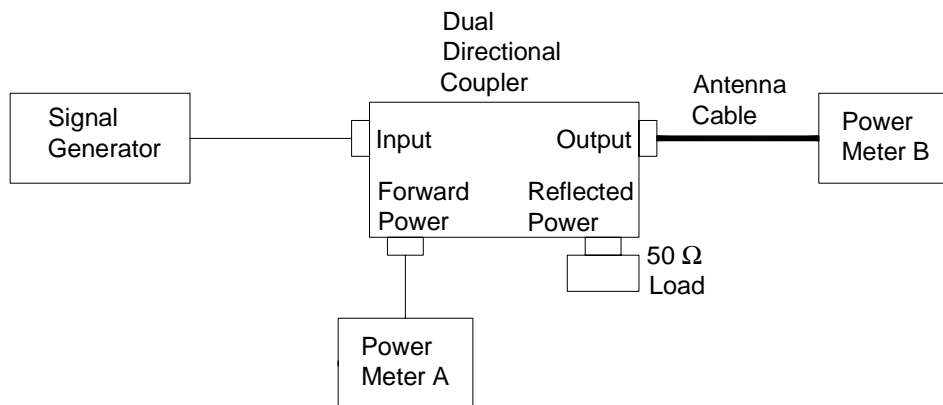 Dual
Directional
Coupler
Signal
Generator
Input
Output
Antenna
Cable
Power
Meter B
Forward
Power
Reflected
Power
50 Ω
Load
Power
Meter A